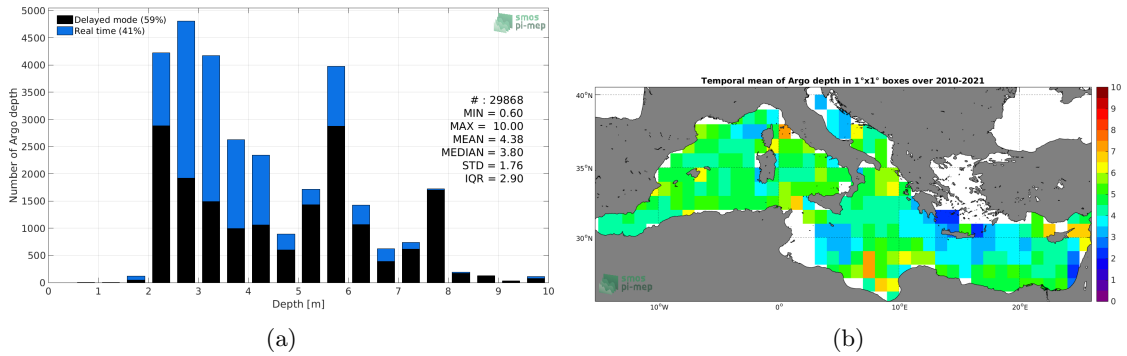 Delayed mode (59%)
Real time (41%)
smos
pi-mep
# : 29868
MIN = 0.60
MAX = 10.00
MEAN = 4.38
MEDIAN = 3.80
STD = 1.76
IQR = 2.90
Number of Argo depth
5000
4500
4000
3500
3000
2500
2000
1500
1000
500
0
0 1 2 3 4 5 6 7 8 9 10
Depth [m]
(a)
Temporal mean of Argo depth in 1°x1° boxes over 2010-2021
40°N
35°N
30°N
10°W 0° 10°E 20°E
smos
pi-mep
10
9
8
7
6
5
4
3
2
1
0
(b)